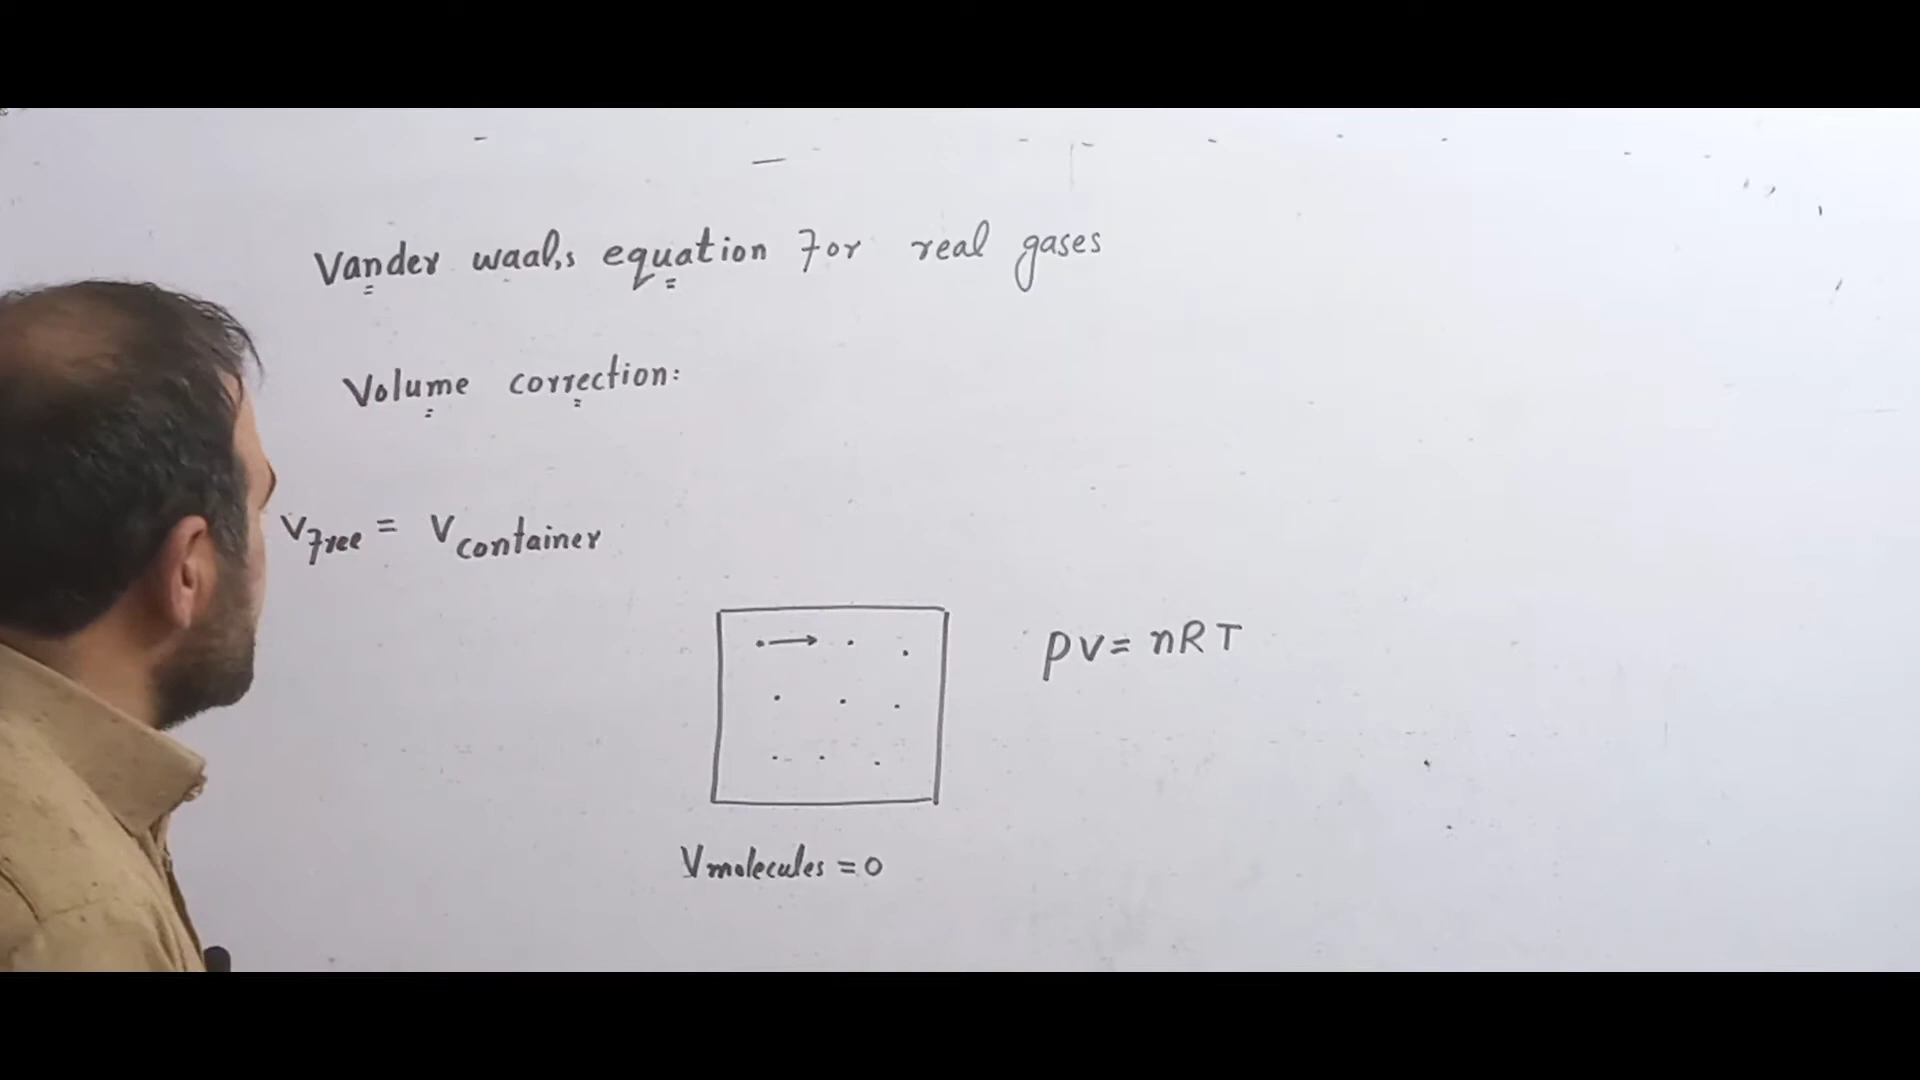 Vander waal,s equation for real gases
Volume correction:
Vfree = Vcontainer
PV = nRT
Vmolecules = 0